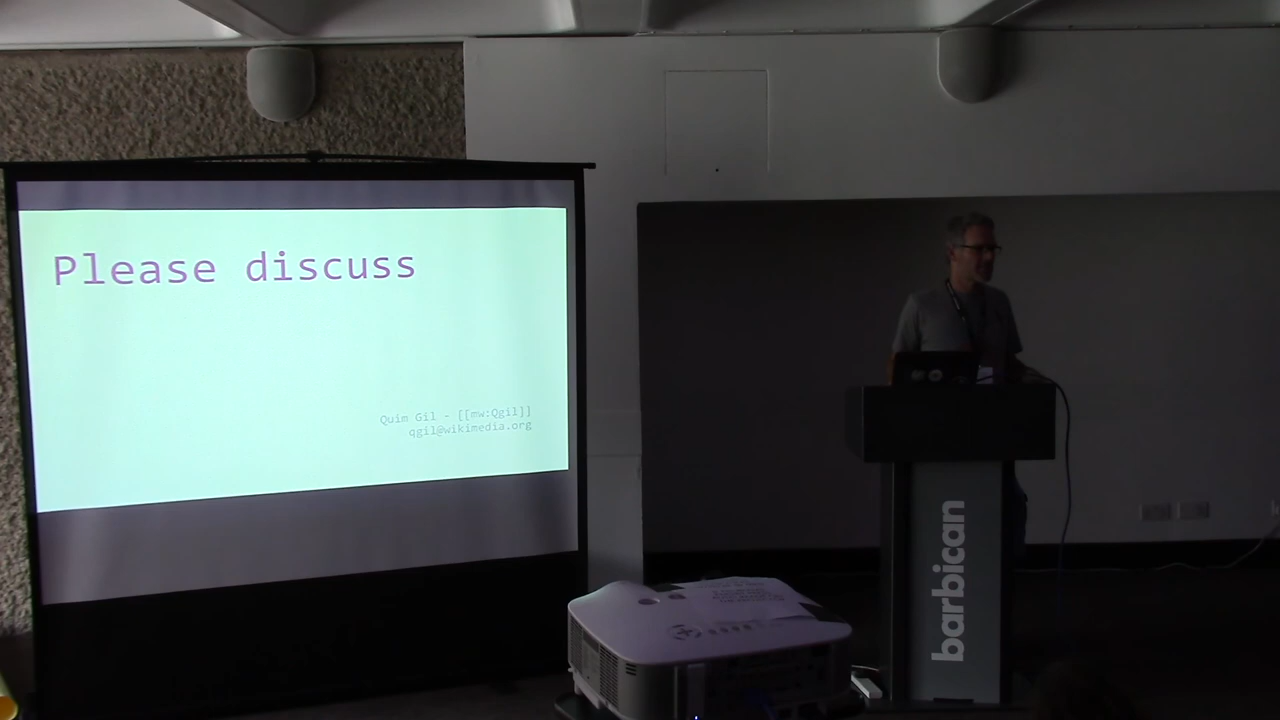 Please discuss
Quim Gil - [[mw:Qgil]]
qgil@wikimedia.org
barbican